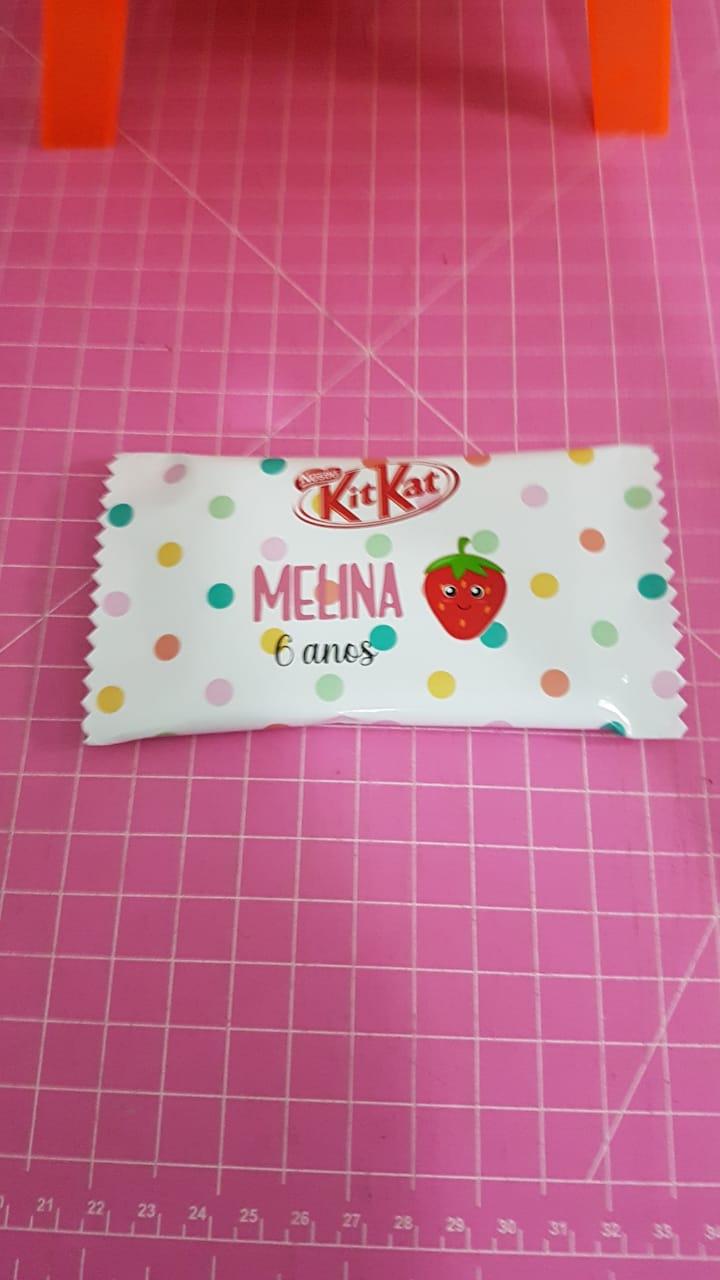 Nestlé
KitKat
MELINA
6 anos
21 22 23 24 25 26 27 28 29 30 31 32 33